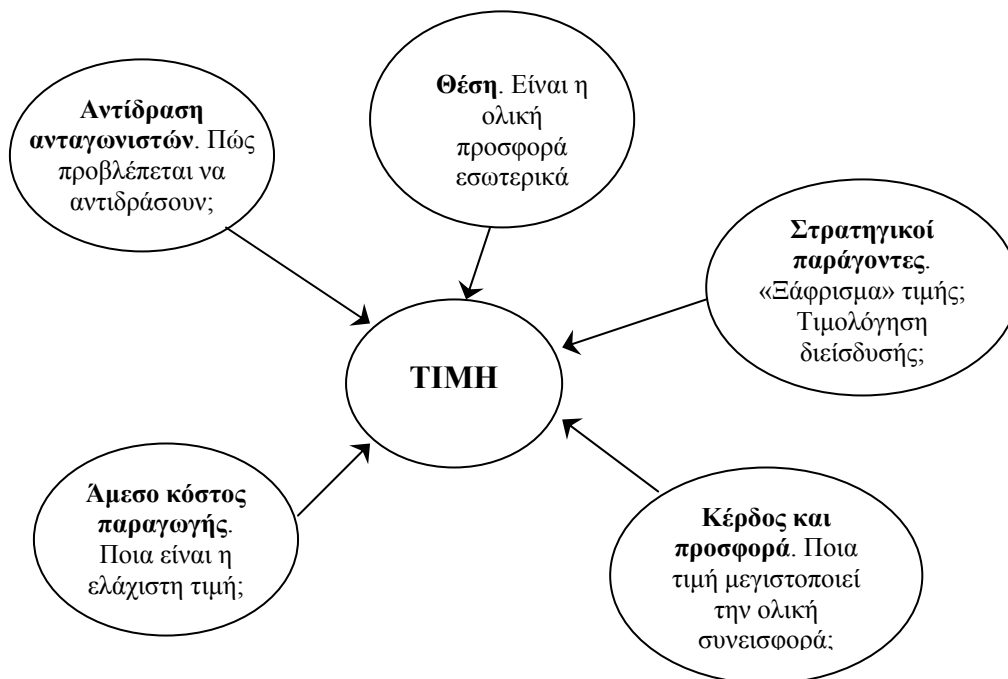 Αντίδραση
ανταγωνιστών. Πώς
προβλέπεται να
αντιδράσουν;
Θέση. Είναι η
ολική
προσφορά
εσωτερικά
Στρατηγικοί
παράγοντες.
«Ξάφρισμα» τιμής;
Τιμολόγηση
διείσδυσής;
ΤΙΜΗ
Άμεσο κόστος
παραγωγής.
Ποια είναι η
ελάχιστη τιμή;
Κέρδος και
προσφορά. Ποια
τιμή μεγιστοποιεί
την ολική
συνεισφορά;